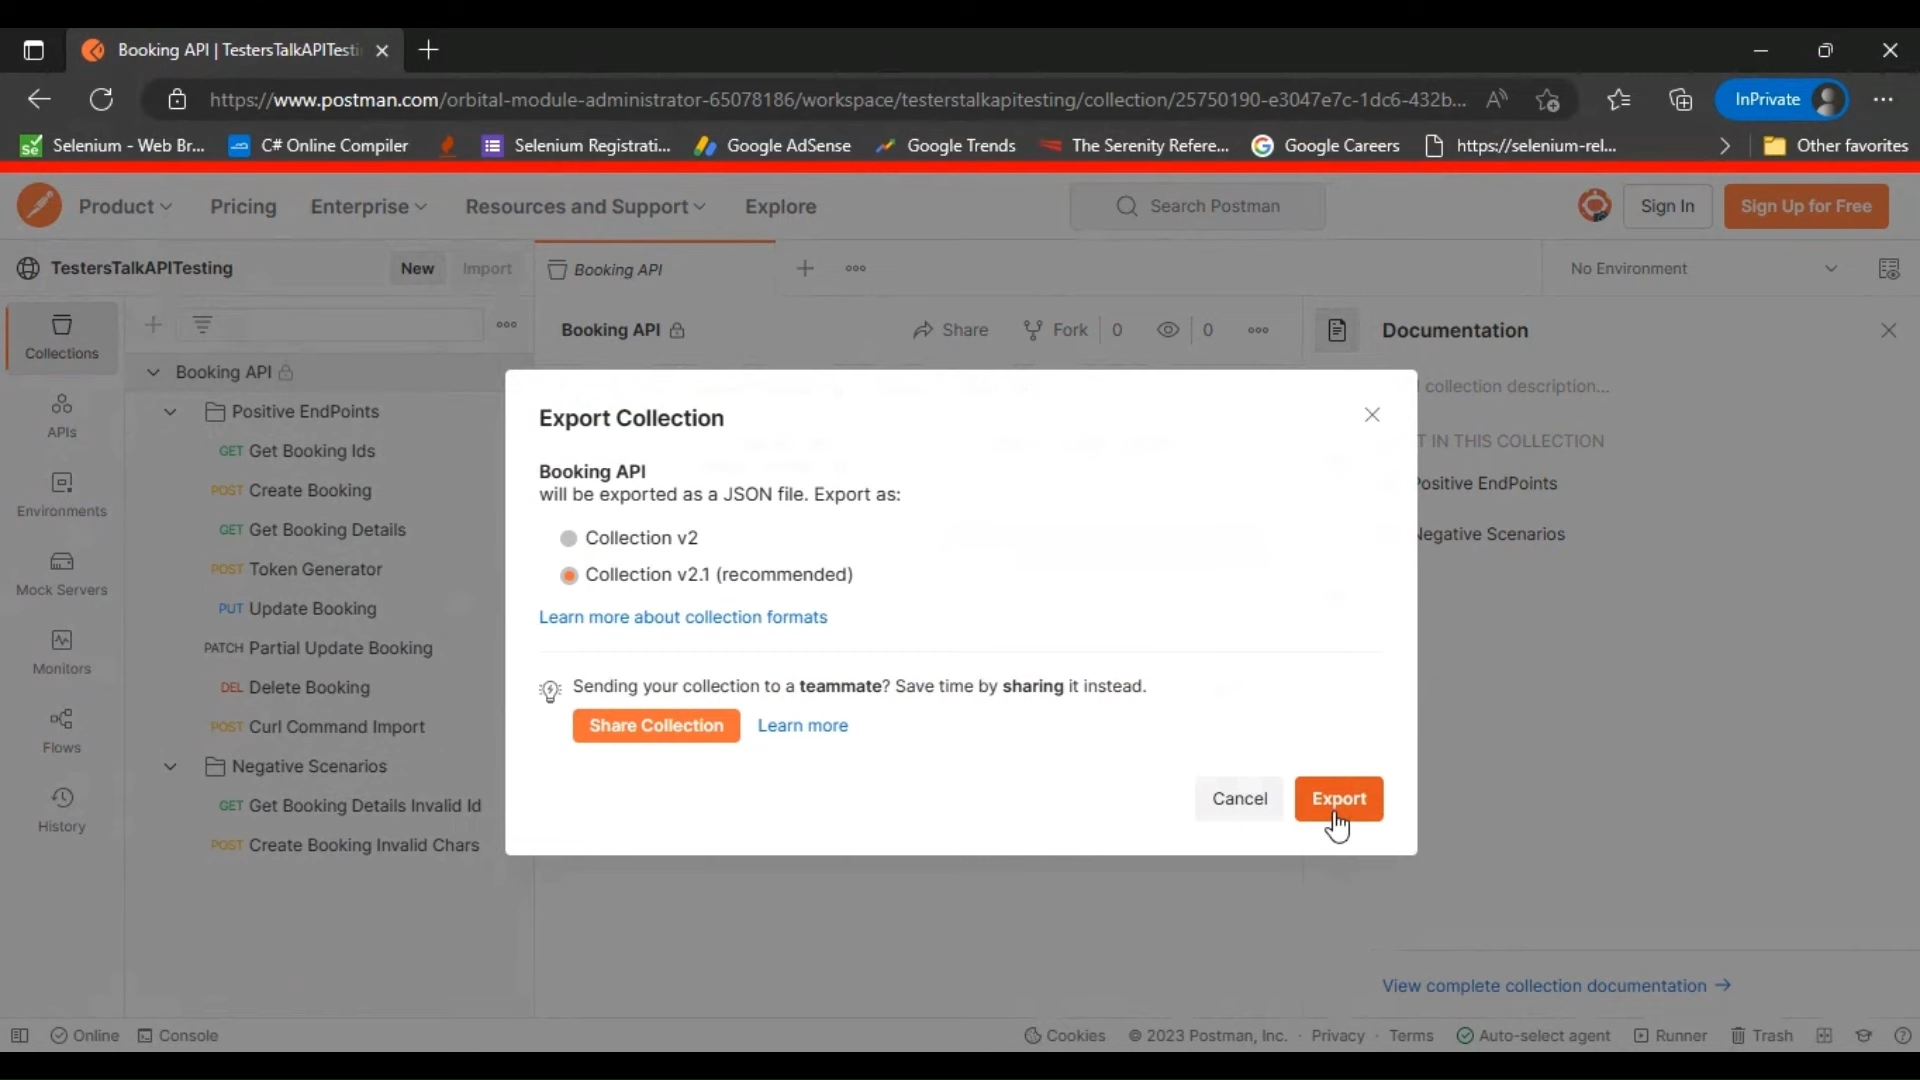 Booking API | TestersTalkAPITesti
https://www.postman.com/orbital-module-administrator-65078186/workspace/testerstalkapitesting/collection/25750190-e3047e7c-1dc6-432b...
InPrivate
Selenium - Web Br...
C# Online Compiler
Selenium Registrati...
Google AdSense
Google Trends
The Serenity Refere...
Google Careers
https://selenium-rel...
Other favorites
Product
Pricing
Enterprise
Resources and Support
Explore
Search Postman
Sign In
Sign Up for Free
TestersTalkAPITesting
New
Import
Booking API
No Environment
Collections
APIs
Environments
Mock Servers
Monitors
Flows
History
Booking API
Positive EndPoints
GET Get Booking Ids
POST Create Booking
GET Get Booking Details
POST Token Generator
PUT Update Booking
PATCH Partial Update Booking
DEL Delete Booking
POST Curl Command Import
Negative Scenarios
GET Get Booking Details Invalid Id
POST Create Booking Invalid Chars
Booking API
Share
Fork
0
0
Documentation
collection description...
IN THIS COLLECTION
Positive EndPoints
Negative Scenarios
View complete collection documentation →
Export Collection
Booking API
will be exported as a JSON file. Export as:
Collection v2
Collection v2.1 (recommended)
Learn more about collection formats
Sending your collection to a teammate? Save time by sharing it instead.
Share Collection
Learn more
Cancel
Export
Online
Console
Cookies
© 2023 Postman, Inc.
· Privacy
· Terms
Auto-select agent
Runner
Trash